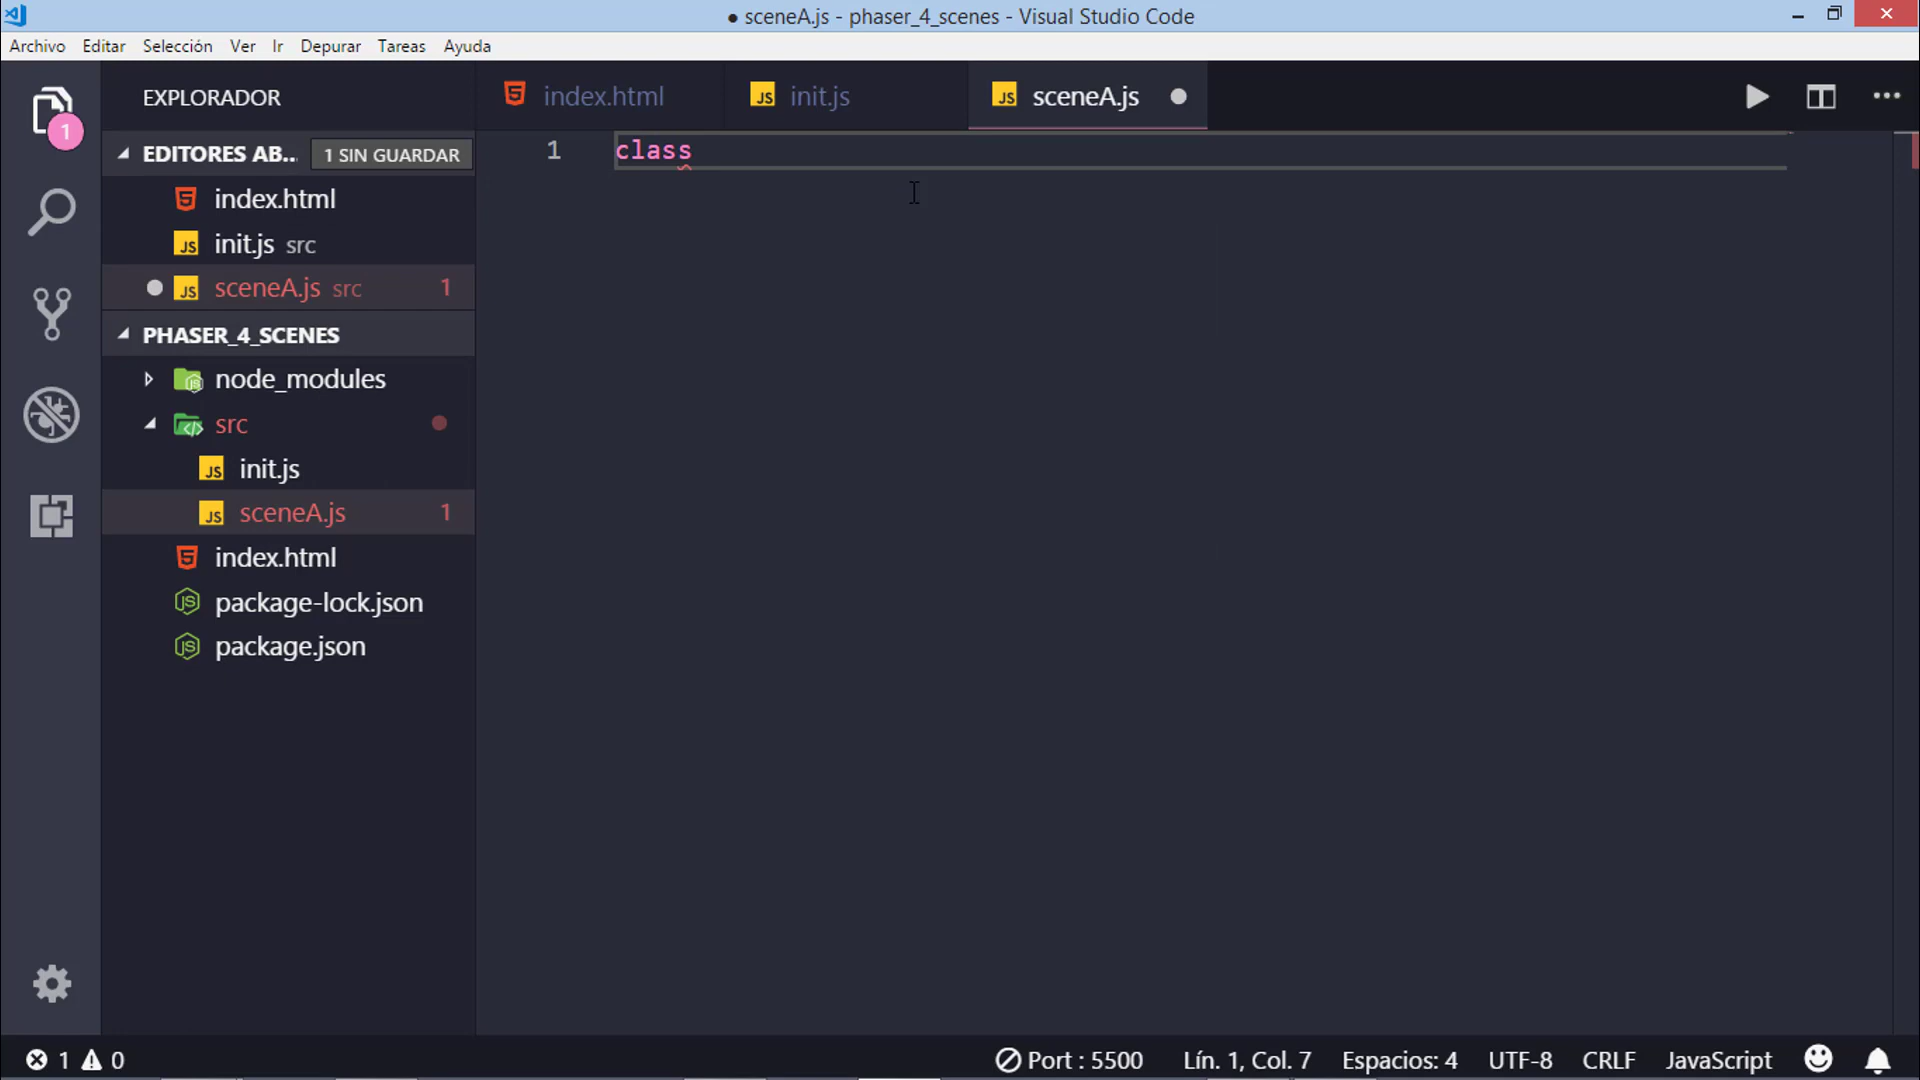 ● sceneA.js - phaser_4_scenes - Visual Studio Code
Archivo Editar Selección Ver Ir Depurar Tareas Ayuda
EXPLORADOR
index.html init.js sceneA.js
1
EDITORES AB... 1 SIN GUARDAR
1 class
index.html
init.js src
sceneA.js src 1
PHASER_4_SCENES
node_modules
src
init.js
sceneA.js 1
index.html
package-lock.json
package.json
1 0 Port : 5500 Lín. 1, Col. 7 Espacios: 4 UTF-8 CRLF JavaScript